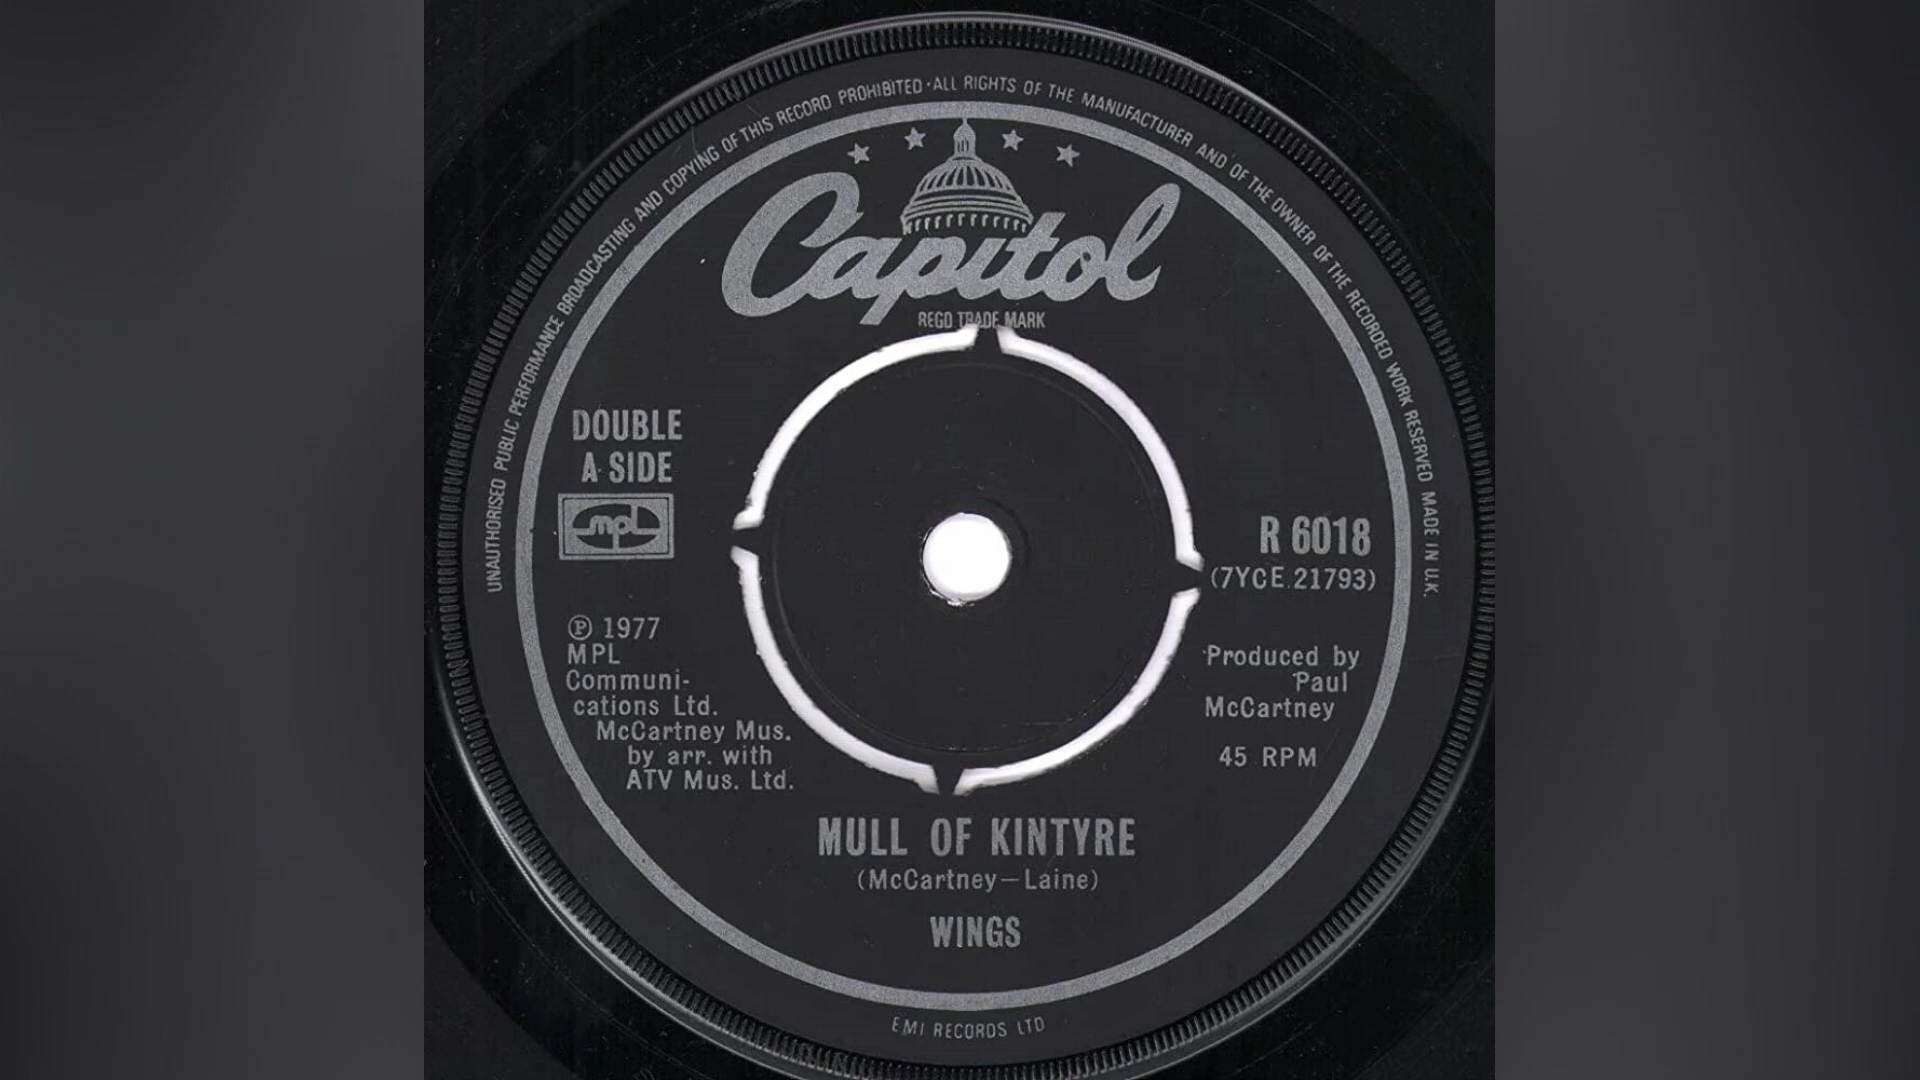 UNAUTHORISED PUBLIC PERFORMANCE BROADCASTING AND COPYING OF THIS RECORD PROHIBITED · ALL RIGHTS OF THE MANUFACTURER AND OF THE OWNER OF THE RECORDED WORK RESERVED MADE IN U.K.
Capitol
REGD TRADE MARK
DOUBLE
A SIDE
mpl
R 6018
(7YCE.21793)
℗ 1977
MPL
Communi-
cations Ltd.
McCartney Mus.
by arr. with
ATV Mus. Ltd.
Produced by
Paul
McCartney
45 RPM
MULL OF KINTYRE
(McCartney—Laine)
WINGS
EMI RECORDS LTD